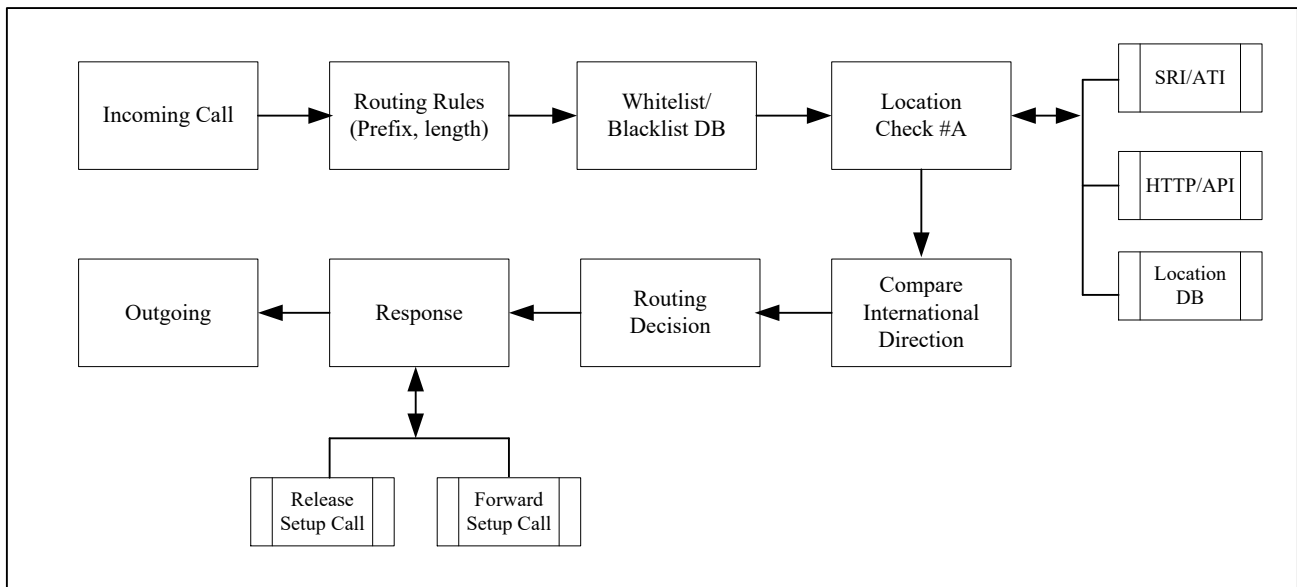 Incoming Call
Routing Rules
(Prefix, length)
Whitelist/
Blacklist DB
Location
Check #A
SRI/ATI
HTTP/API
Location
DB
Outgoing
Response
Routing
Decision
Compare
International
Direction
Release
Setup Call
Forward
Setup Call